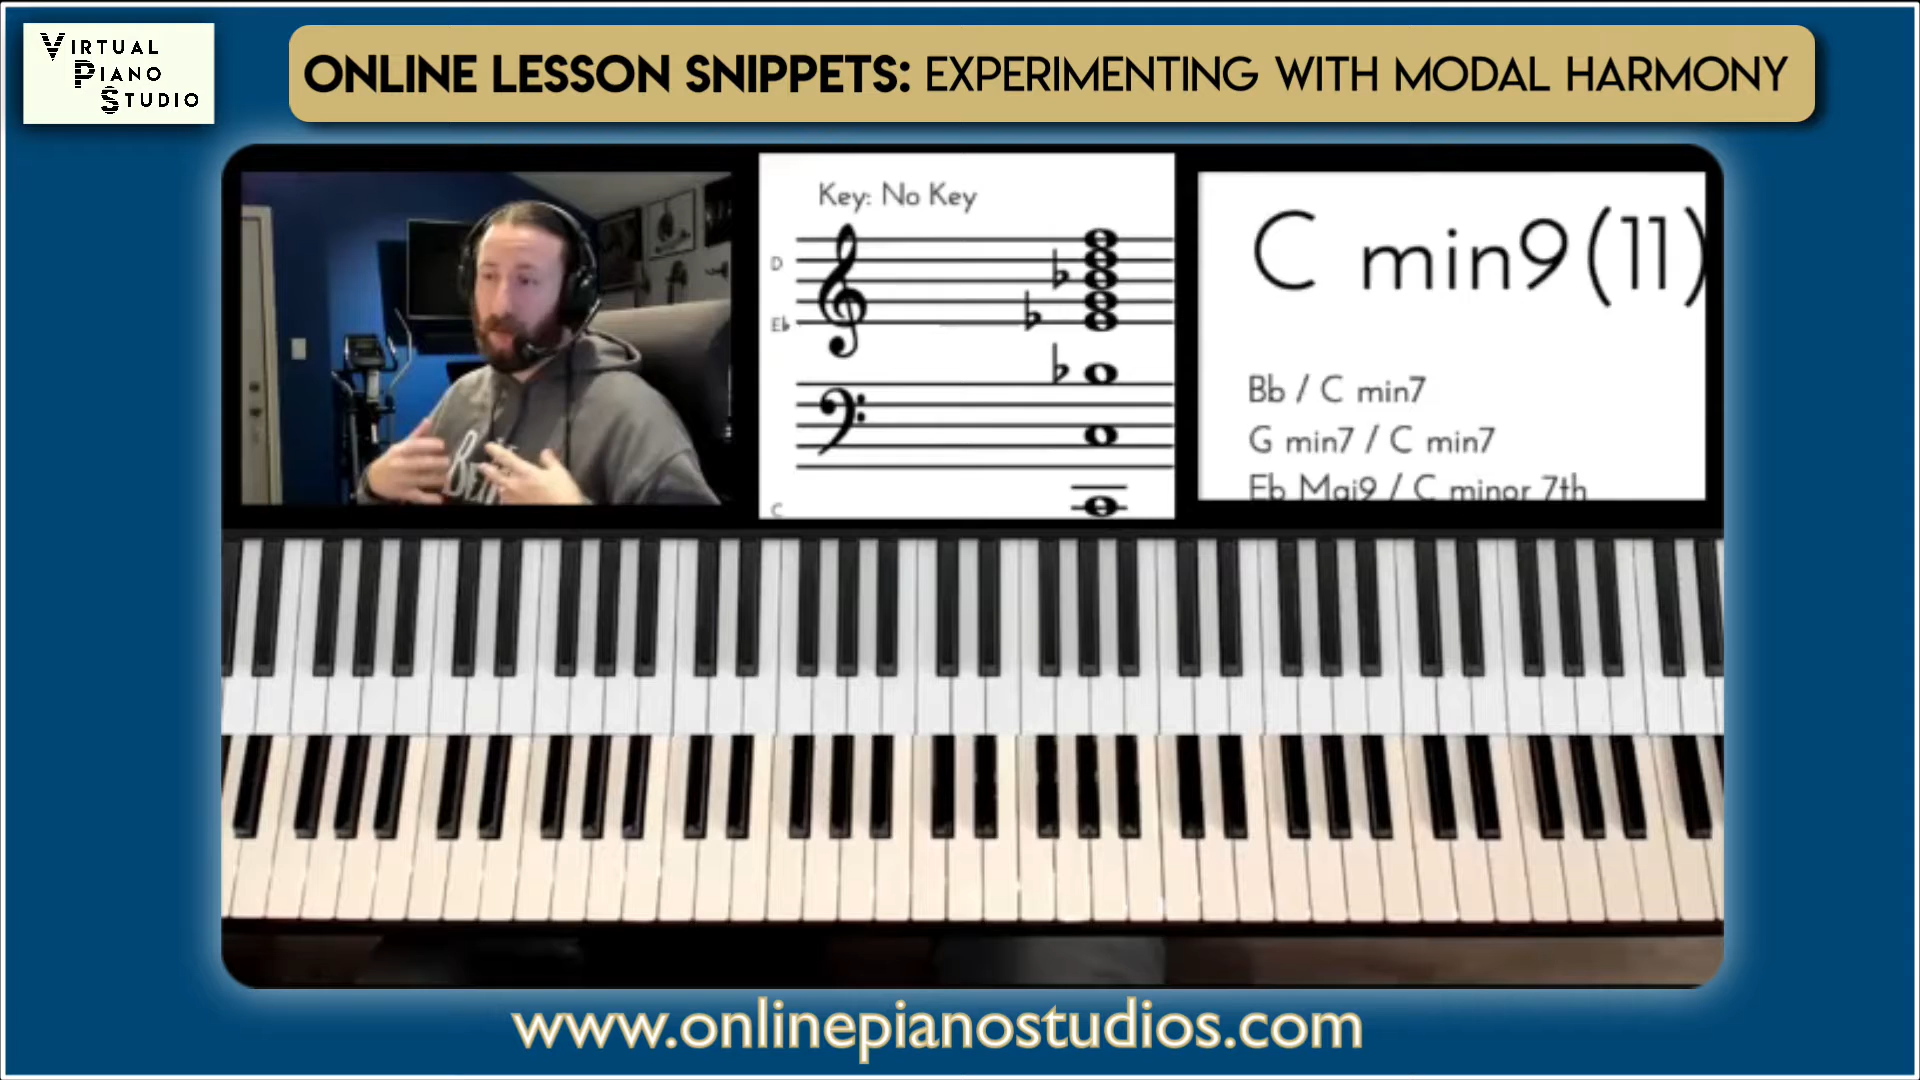 VIRTUAL
PIANO
STUDIO
ONLINE LESSON SNIPPETS: EXPERIMENTING WITH MODAL HARMONY
Key: No Key
D
Eb
C
C min9(11)
Bb / C min7
G min7 / C min7
Eb Maj9 / C minor 7th
www.onlinepianostudios.com